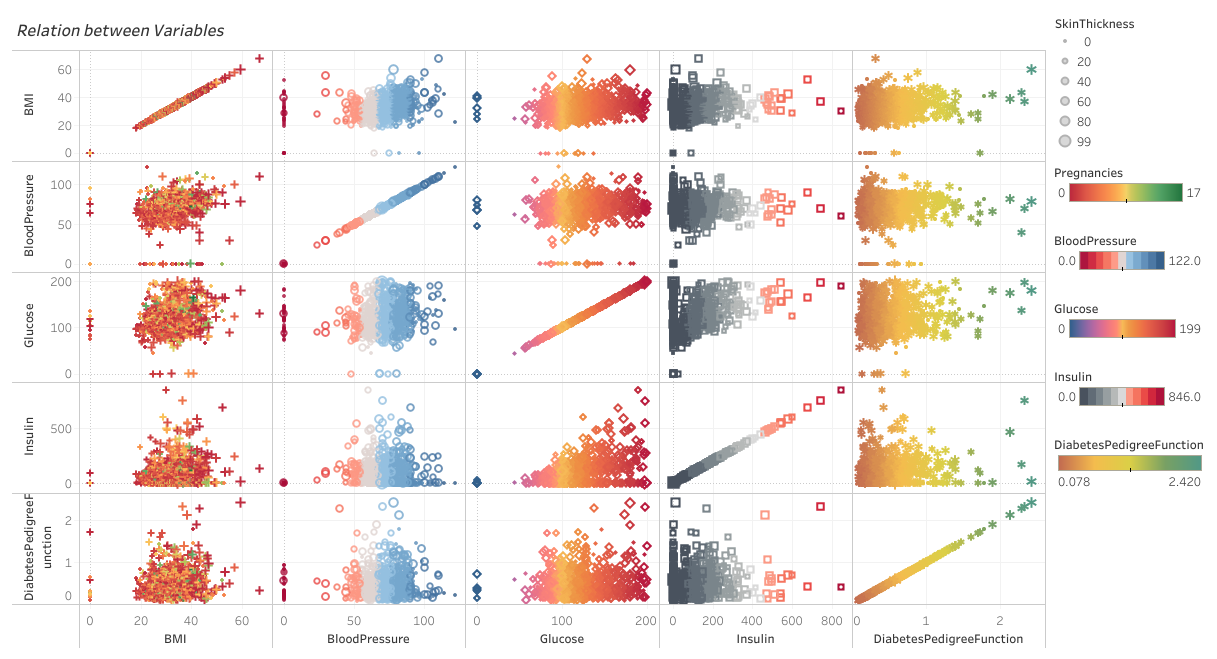 Relation between Variables
SkinThickness
0
20
40
60
80
99
Pregnancies
0 17
BloodPressure
0.0 122.0
Glucose
0 199
Insulin
0.0 846.0
DiabetesPedigreeFunction
0.078 2.420
BMI
60
40
20
0
BloodPressure
100
50
0
Glucose
200
100
0
Insulin
500
0
DiabetesPedigreeF
unction
2
1
0
0 20 40 60 0 50 100 0 50 100 150 200 0 200 400 600 800 0 1 2
BMI BloodPressure Glucose Insulin DiabetesPedigreeFunction